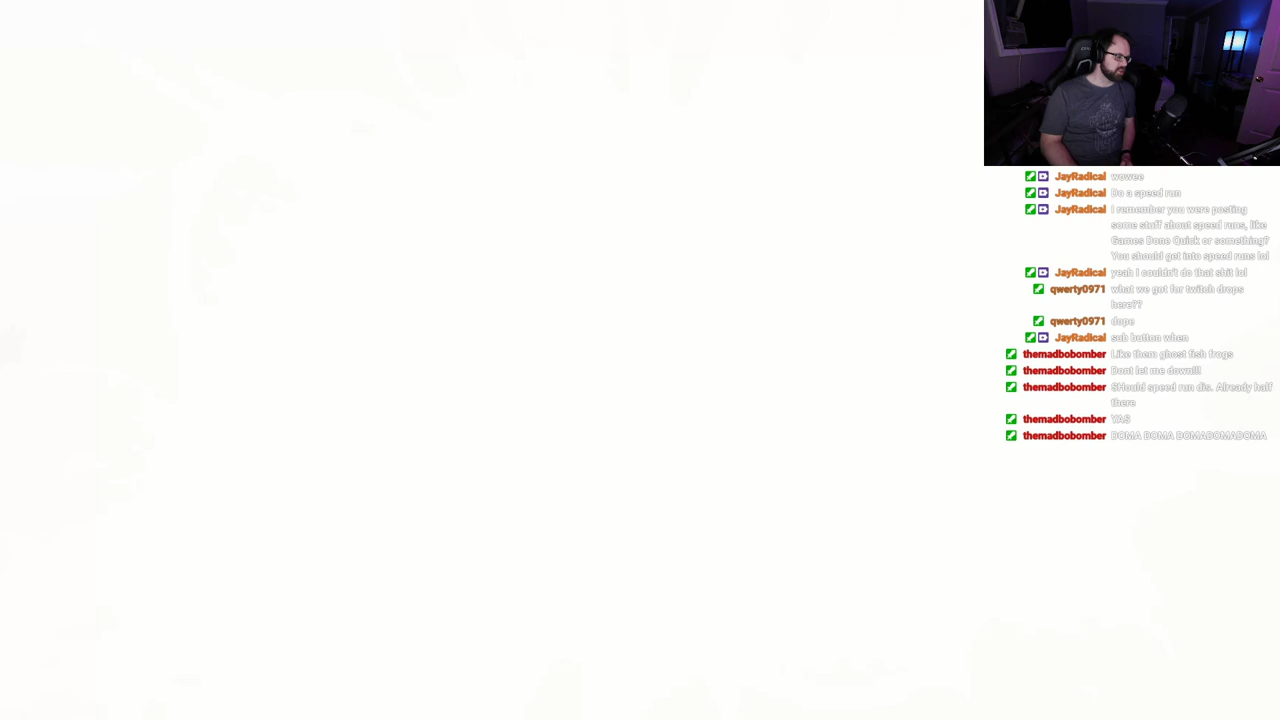 JayRadical wowee
JayRadical Do a speed run
JayRadical I remember you were posting
some stuff about speed runs, like
Games Done Quick or something?
You should get into speed runs lol
JayRadical yeah I couldn't do that shit lol
qwerty0971 what we got for twitch drops
here??
qwerty0971 dope
JayRadical sub button when
themadbobomber Like them ghost fish frogs
themadbobomber Dont let me down!!!
themadbobomber SHould speed run dis. Already half
there
themadbobomber YAS
themadbobomber DOMA DOMA DOMADOMADOMA